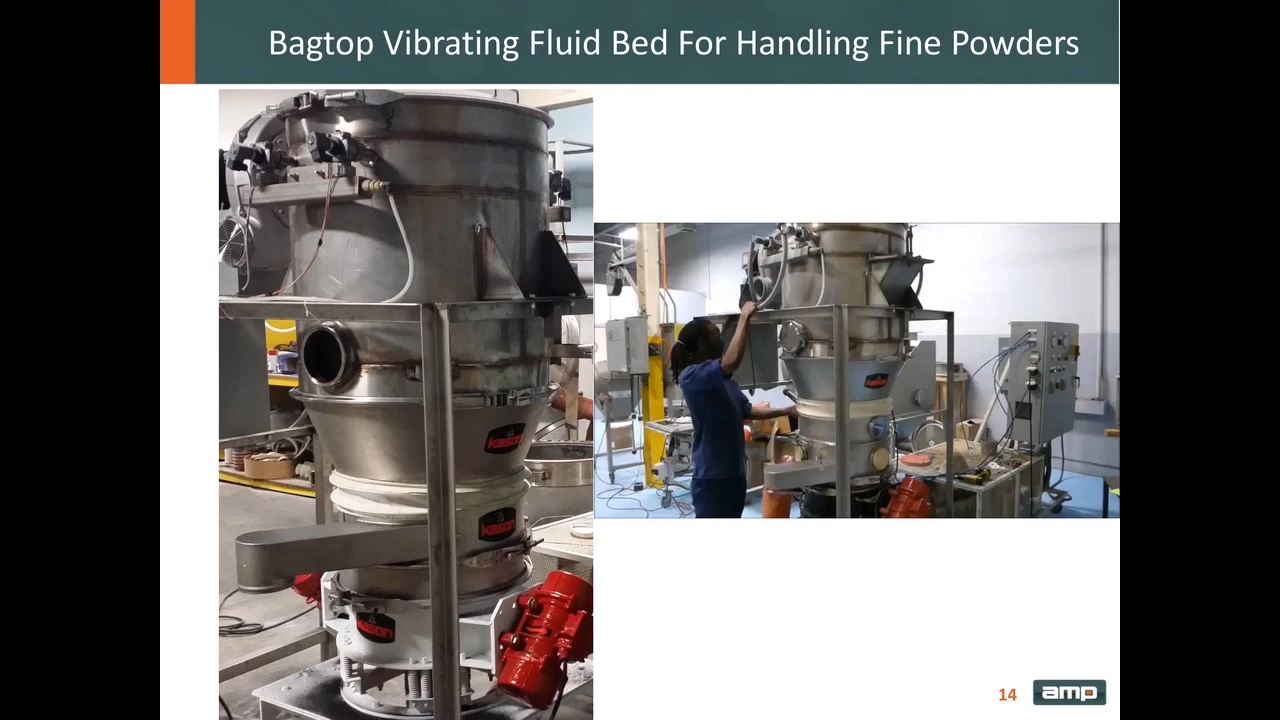 Bagtop Vibrating Fluid Bed For Handling Fine Powders
kason
kason
kason
kason
14
amp